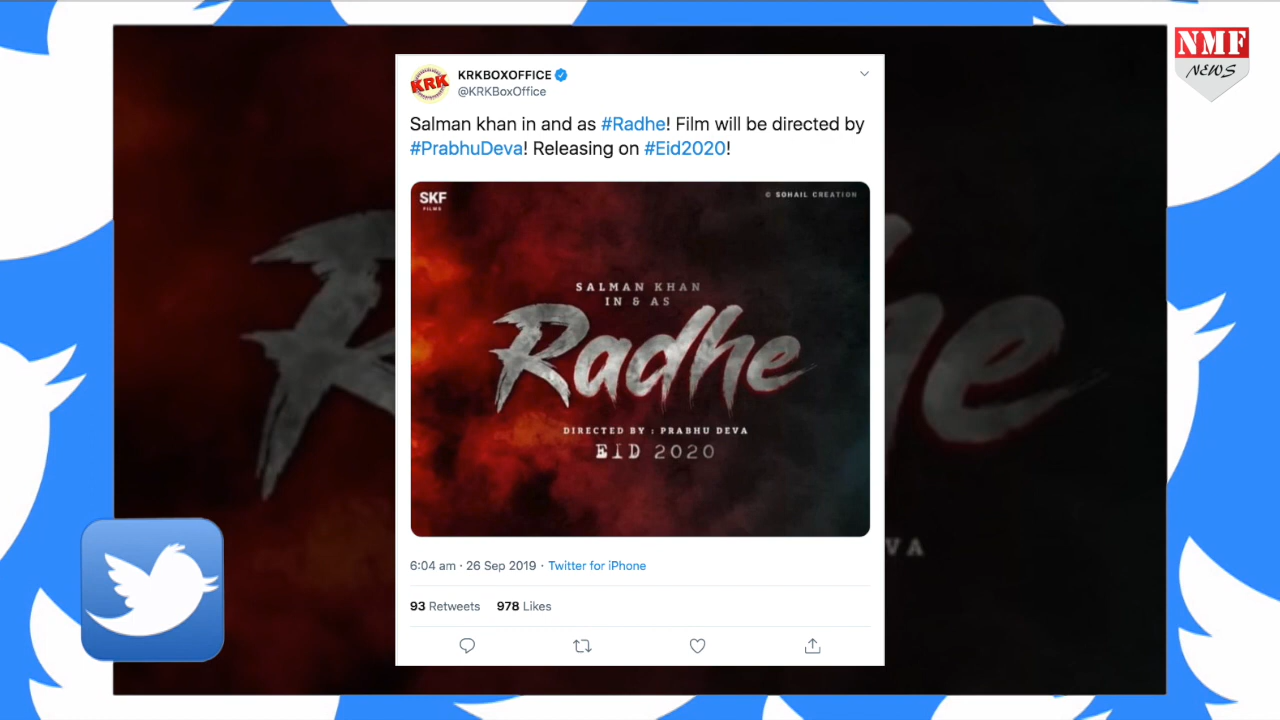 NMF
NEWS
KRK
KRKBOXOFFICE
@KRKBoxOffice
Salman khan in and as #Radhe! Film will be directed by
#PrabhuDeva! Releasing on #Eid2020!
SKF
FILMS
© SOHAIL CREATION
SALMAN KHAN
IN & AS
Radhe
DIRECTED BY : PRABHU DEVA
EID 2020
VA
6:04 am · 26 Sep 2019 · Twitter for iPhone
93 Retweets 978 Likes